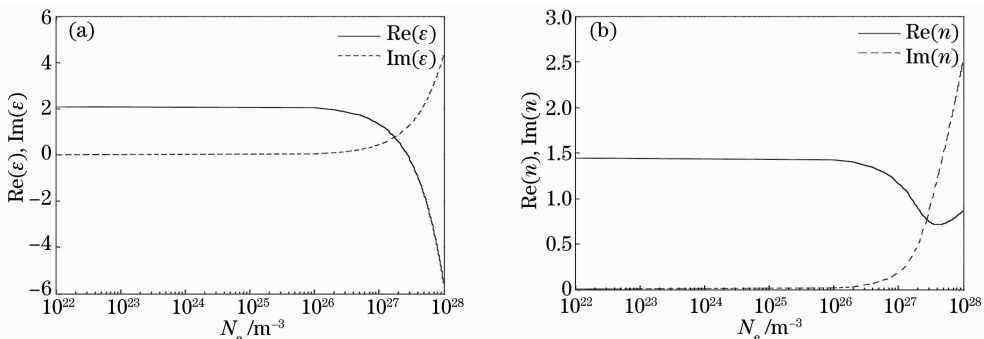 (a)
Re(ε)
Im(ε)
Re(ε), Im(ε)
6
4
2
0
−2
−4
−6
10²² 10²³ 10²⁴ 10²⁵ 10²⁶ 10²⁷ 10²⁸
Nₑ/m⁻³
(b)
Re(n)
Im(n)
Re(n), Im(n)
3.0
2.5
2.0
1.5
1.0
0.5
0
10²² 10²³ 10²⁴ 10²⁵ 10²⁶ 10²⁷ 10²⁸
Nₑ/m⁻³